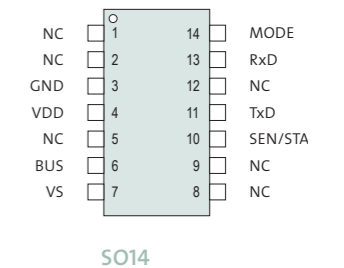 NC 1 14 MODE
NC 2 13 RxD
GND 3 12 NC
VDD 4 11 TxD
NC 5 10 SEN/STA
BUS 6 9 NC
VS 7 8 NC
SO14